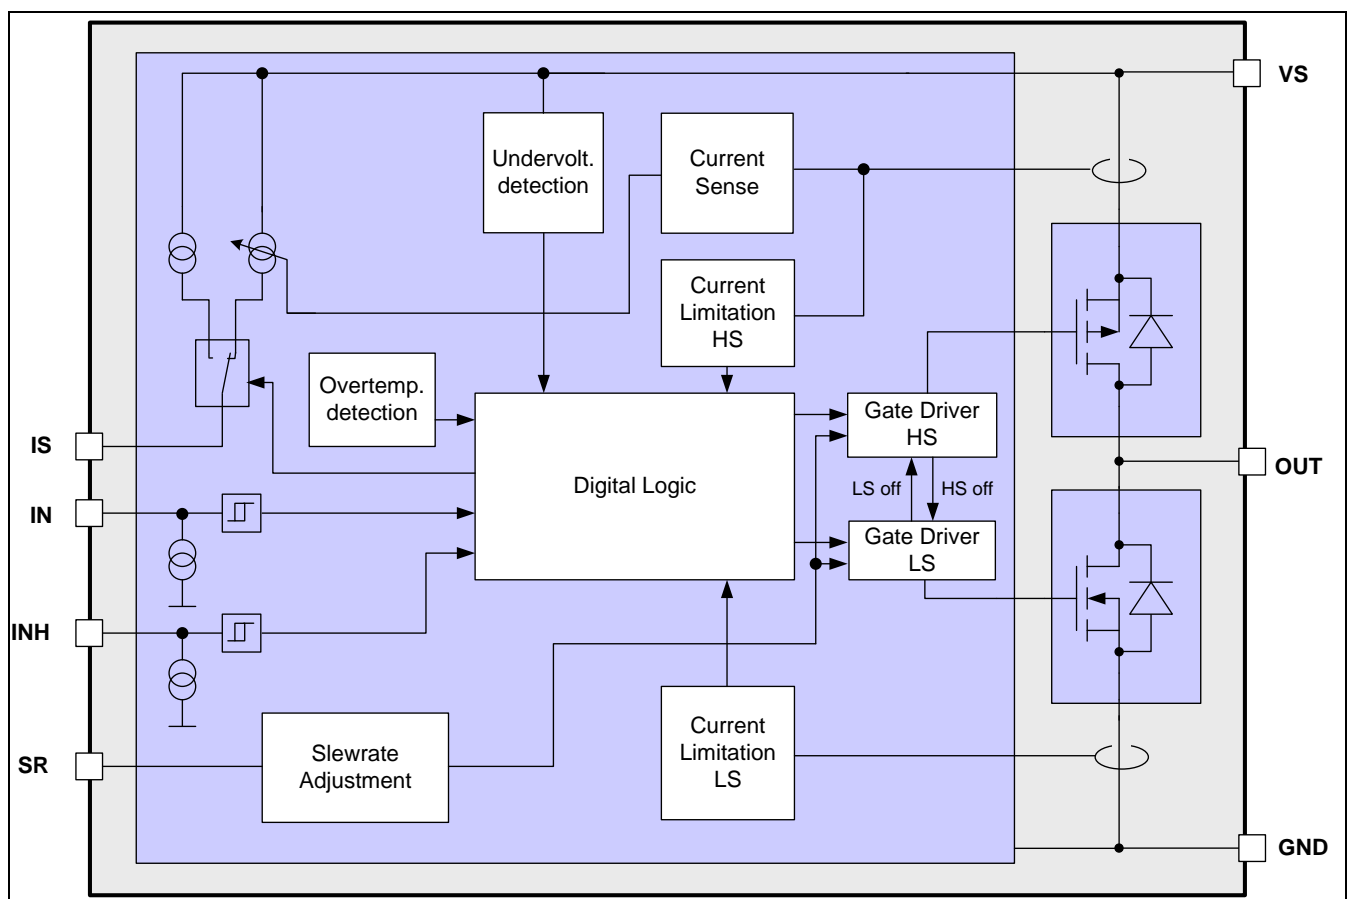 VS
Undervolt.
detection
Current
Sense
Current
Limitation
HS
Overtemp.
detection
Gate Driver
HS
IS
OUT
Digital Logic
LS off
HS off
IN
Gate Driver
LS
INH
Current
Limitation
LS
Slewrate
Adjustment
SR
GND